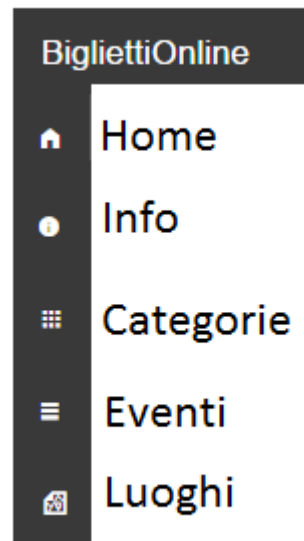 BigliettiOnline
Home
Info
Categorie
Eventi
Luoghi